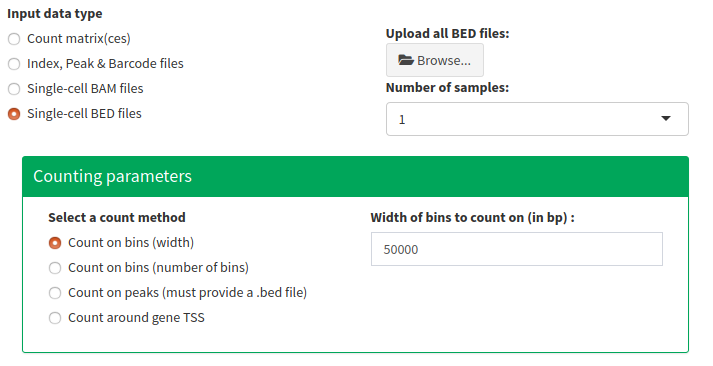 Input data type
Count matrix(ces)
Index, Peak & Barcode files
Single-cell BAM files
Single-cell BED files
Upload all BED files:
Browse...
Number of samples:
1
Counting parameters
Select a count method
Count on bins (width)
Count on bins (number of bins)
Count on peaks (must provide a .bed file)
Count around gene TSS
Width of bins to count on (in bp) :
50000